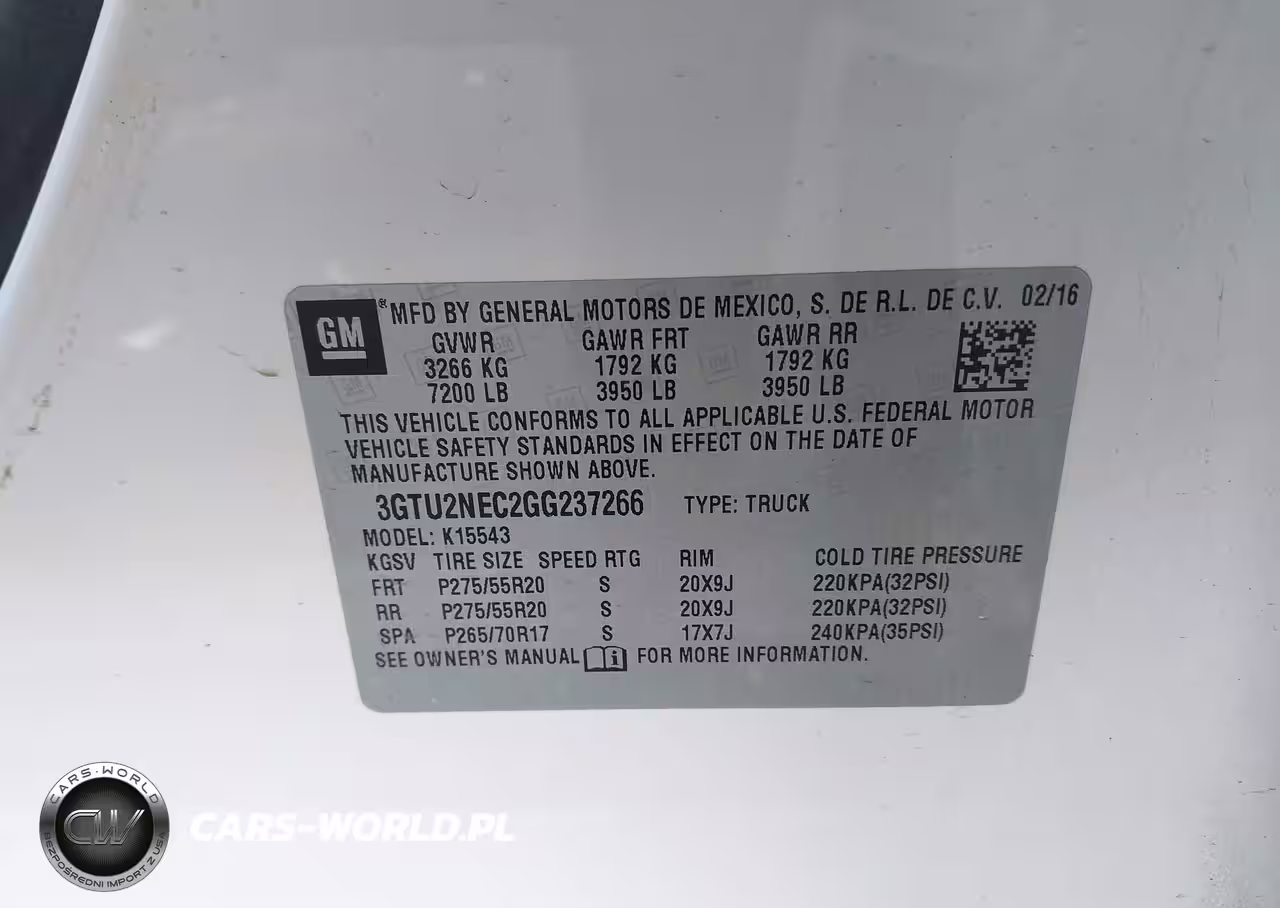 GM ® MFD BY GENERAL MOTORS DE MEXICO, S. DE R.L. DE C.V. 02/16
GVWR GAWR FRT GAWR RR
3266 KG 1792 KG 1792 KG
7200 LB 3950 LB 3950 LB
THIS VEHICLE CONFORMS TO ALL APPLICABLE U.S. FEDERAL MOTOR
VEHICLE SAFETY STANDARDS IN EFFECT ON THE DATE OF
MANUFACTURE SHOWN ABOVE.
3GTU2NEC2GG237266 TYPE: TRUCK
MODEL: K15543
KGSV TIRE SIZE SPEED RTG RIM COLD TIRE PRESSURE
FRT P275/55R20 S 20X9J 220KPA(32PSI)
RR P275/55R20 S 20X9J 220KPA(32PSI)
SPA P265/70R17 S 17X7J 240KPA(35PSI)
SEE OWNER'S MANUAL i FOR MORE INFORMATION.
CARS-WORLD
CW
BEZPOŚREDNI IMPORT Z USA
CARS-WORLD.PL